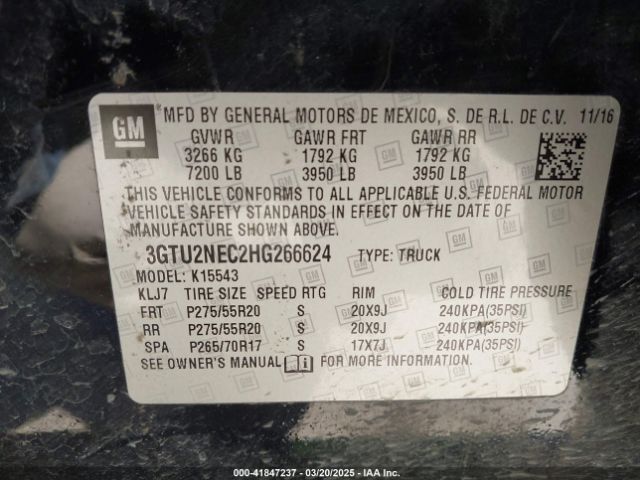 GM
MFD BY GENERAL MOTORS DE MEXICO, S. DE R.L. DE C.V. 11/16
GVWR GAWR FRT GAWR RR
3266 KG 1792 KG 1792 KG
7200 LB 3950 LB 3950 LB
THIS VEHICLE CONFORMS TO ALL APPLICABLE U.S. FEDERAL MOTOR
VEHICLE SAFETY STANDARDS IN EFFECT ON THE DATE OF
MANUFACTURE SHOWN ABOVE.
3GTU2NEC2HG266624 TYPE: TRUCK
MODEL: K15543
KLJ7 TIRE SIZE SPEED RTG RIM COLD TIRE PRESSURE
FRT P275/55R20 S 20X9J 240KPA(35PSI)
RR P275/55R20 S 20X9J 240KPA(35PSI)
SPA P265/70R17 S 17X7J 240KPA(35PSI)
SEE OWNER'S MANUAL FOR MORE INFORMATION.
000-41847237 - 03/20/2025 - IAA Inc.